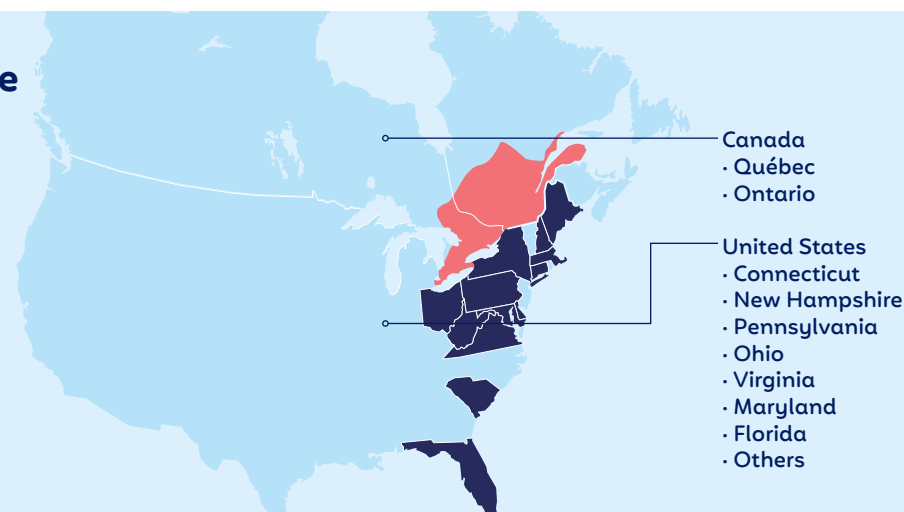 e
Canada
· Québec
· Ontario
United States
· Connecticut
· New Hampshire
· Pennsylvania
· Ohio
· Virginia
· Maryland
· Florida
· Others